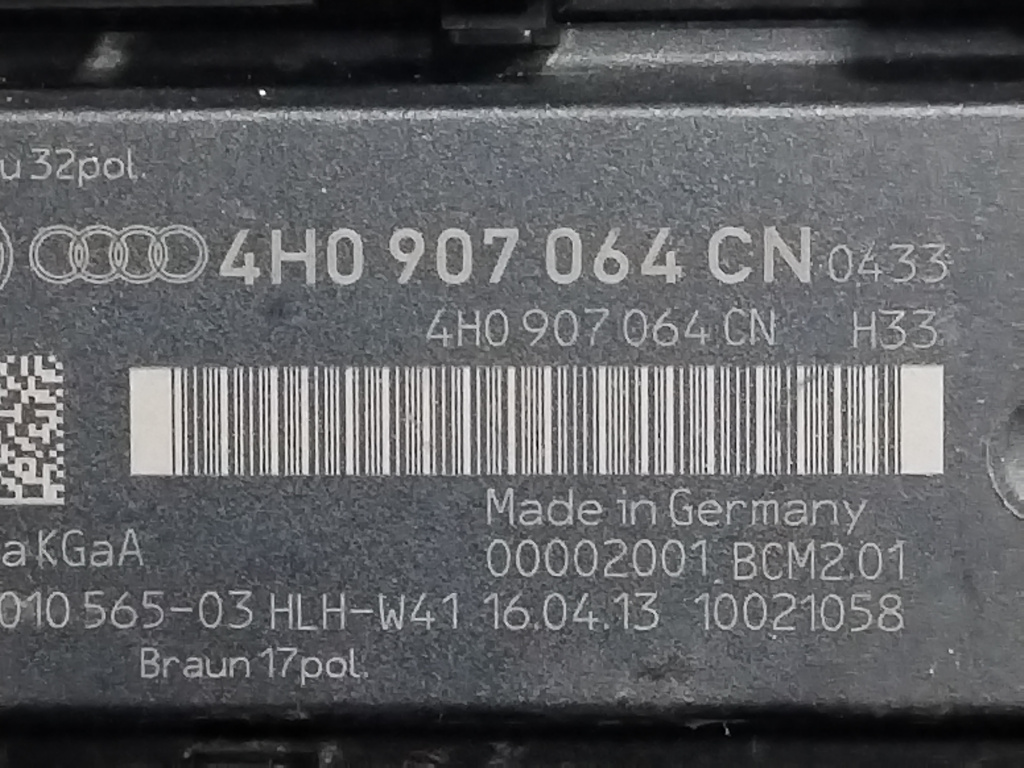 u 32pol.
4H0 907 064 CN 0433
4H0 907 064 CN H33
Made in Germany
a KGaA
00002001 BCM2.01
010 565-03 HLH-W41 16.04.13 10021058
Braun 17pol.